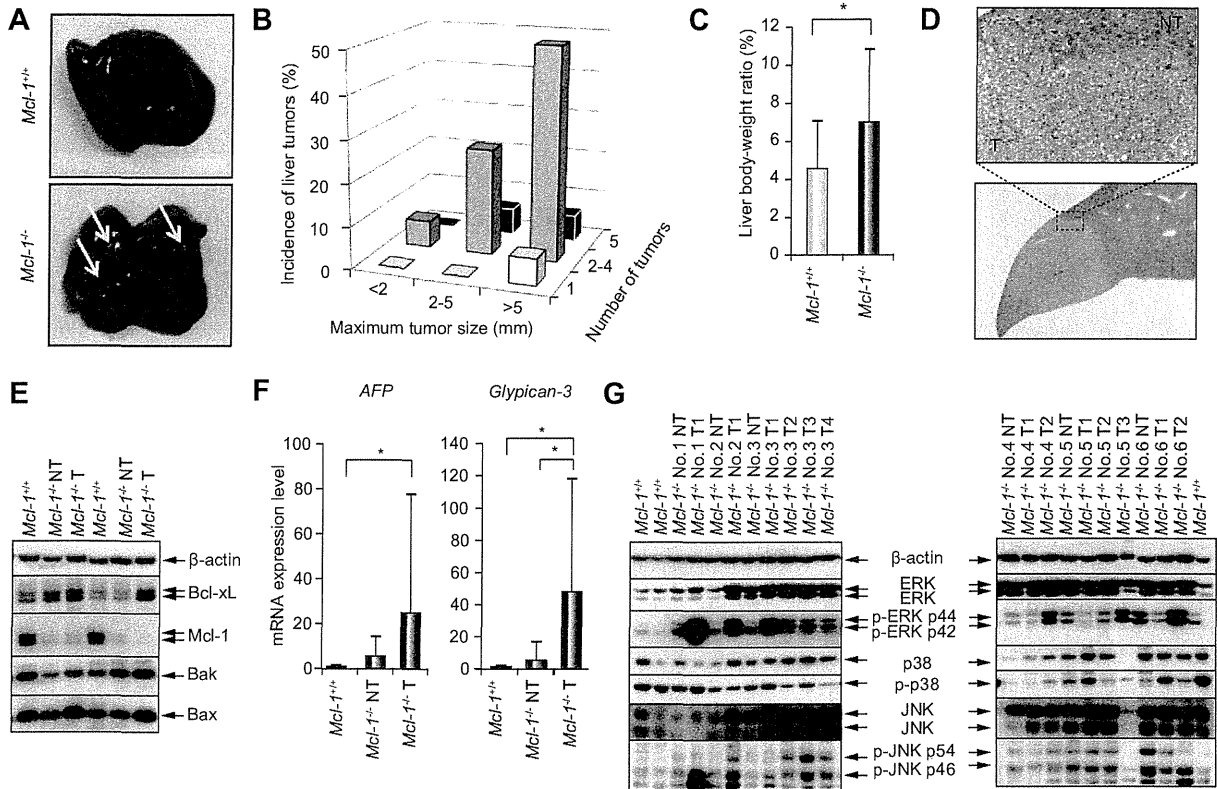 A
Mcl-1+/+
Mcl-1-/-
B
Incidence of liver tumors (%)
50
40
30
20
10
0
<2
2-5
>5
Maximum tumor size (mm)
1
2-4
5
Number of tumors
C
*
Liver body-weight ratio (%)
12
10
8
6
4
2
0
Mcl-1+/+
Mcl-1-/-
D
NT
T
E
Mcl-1+/+
Mcl-1-/- NT
Mcl-1-/- T
Mcl-1+/+
Mcl-1-/- NT
Mcl-1-/- T
β-actin
Bcl-xL
Mcl-1
Bak
Bax
F
AFP
mRNA expression level
100
80
60
40
20
0
*
Mcl-1+/+
Mcl-1-/- NT
Mcl-1-/- T
Glypican-3
140
120
100
80
60
40
20
0
*
*
Mcl-1+/+
Mcl-1-/- NT
Mcl-1-/- T
G
Mcl-1+/+
Mcl-1+/+
Mcl-1-/- No.1 NT
Mcl-1-/- No.1 T1
Mcl-1-/- No.2 NT
Mcl-1-/- No.2 T1
Mcl-1-/- No.3 NT
Mcl-1-/- No.3 T1
Mcl-1-/- No.3 T2
Mcl-1-/- No.3 T3
Mcl-1-/- No.3 T4
Mcl-1-/- No.4 NT
Mcl-1-/- No.4 T1
Mcl-1-/- No.4 T2
Mcl-1-/- No.5 NT
Mcl-1-/- No.5 T1
Mcl-1-/- No.5 T2
Mcl-1-/- No.5 T3
Mcl-1-/- No.6 NT
Mcl-1-/- No.6 T1
Mcl-1-/- No.6 T2
Mcl-1+/+
β-actin
ERK
ERK
p-ERK p44
p-ERK p42
p38
p-p38
JNK
JNK
p-JNK p54
p-JNK p46